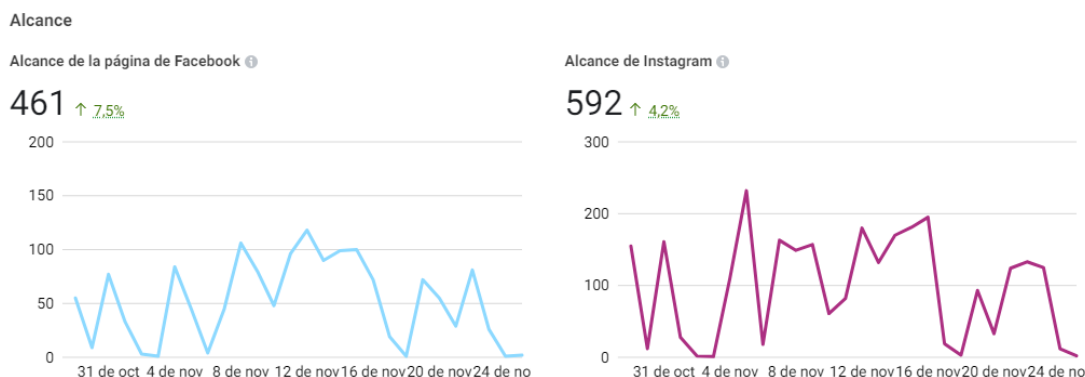 Alcance
Alcance de la página de Facebook
461 ↑ 7,5%
200
150
100
50
0
31 de oct 4 de nov 8 de nov 12 de nov 16 de nov 20 de nov 24 de no
Alcance de Instagram
592 ↑ 4,2%
300
200
100
0
31 de oct 4 de nov 8 de nov 12 de nov 16 de nov 20 de nov 24 de no